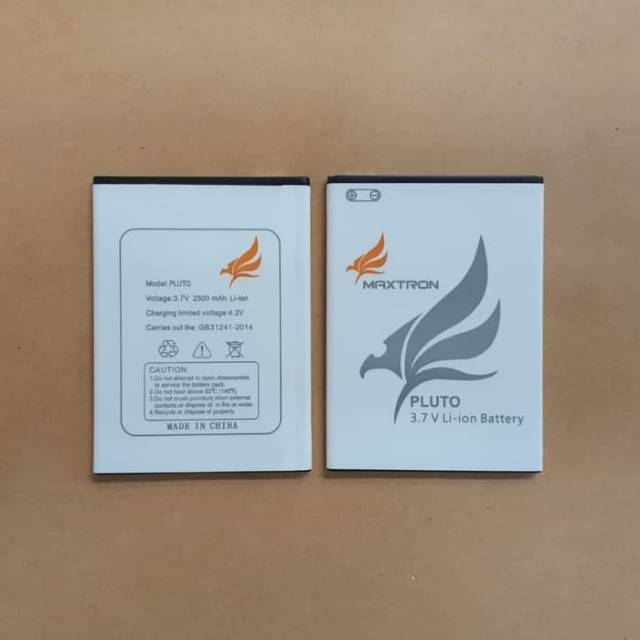 Model: PLUTO
Voltage:3.7V 2500 mAh Li-ion
Charging limited voltage:4.2V
Carries out the: GB31241-2014
CAUTION:
1.Do not attempt to open,disassemble,
or service the battery pack.
2.Do not heat above 60°C (140°F)
3.Do not crush,puncture,short external
contacts,or dispose of in fire or water.
4.Recycle or dispose of properly.
MADE IN CHINA
MAXTRON
PLUTO
3.7 V Li-ion Battery